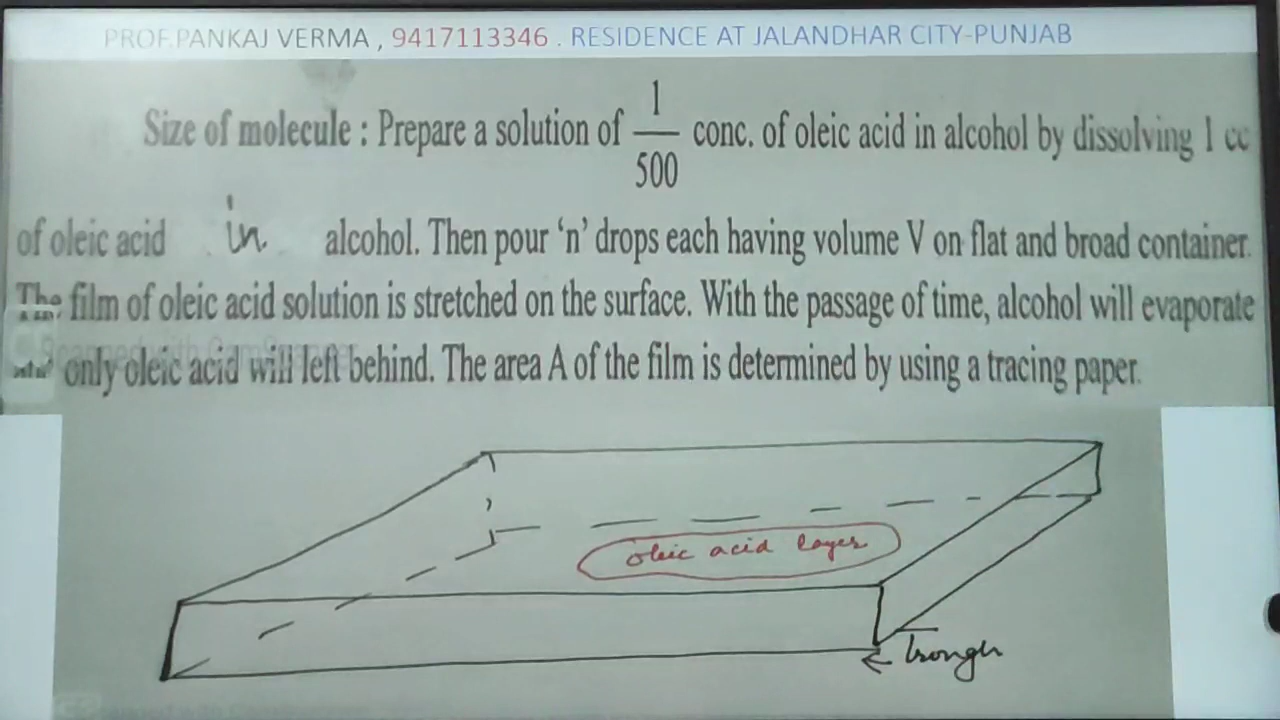 PROF.PANKAJ VERMA , 9417113346 . RESIDENCE AT JALANDHAR CITY-PUNJAB
Size of molecule : Prepare a solution of 1/500 conc. of oleic acid in alcohol by dissolving 1 cc
of oleic acid in alcohol. Then pour ‘n’ drops each having volume V on flat and broad container.
The film of oleic acid solution is stretched on the surface. With the passage of time, alcohol will evaporate
only oleic acid will left behind. The area A of the film is determined by using a tracing paper.
oleic acid layer
← Trough